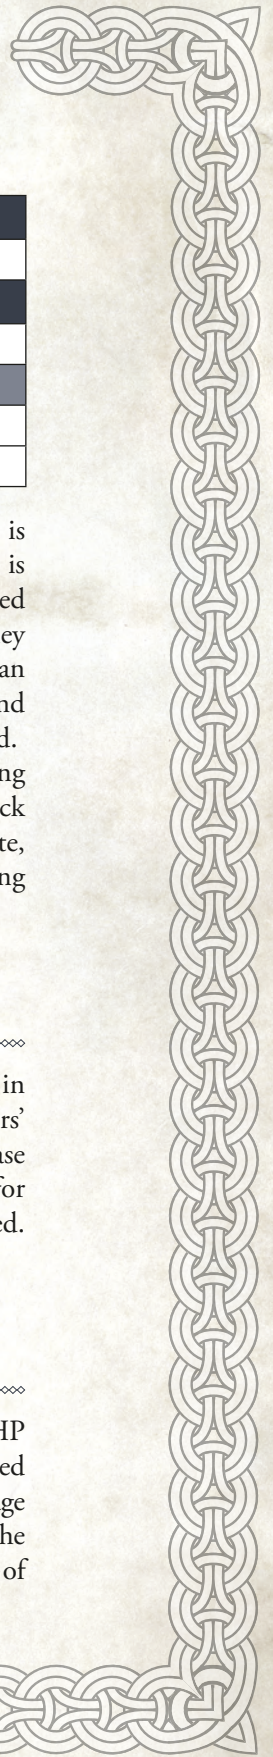 is
is
ed
ey
an
nd
d.
ng
ck
te,
ng
in
rs’
ase
for
ed.
HP
ed
ge
he
of